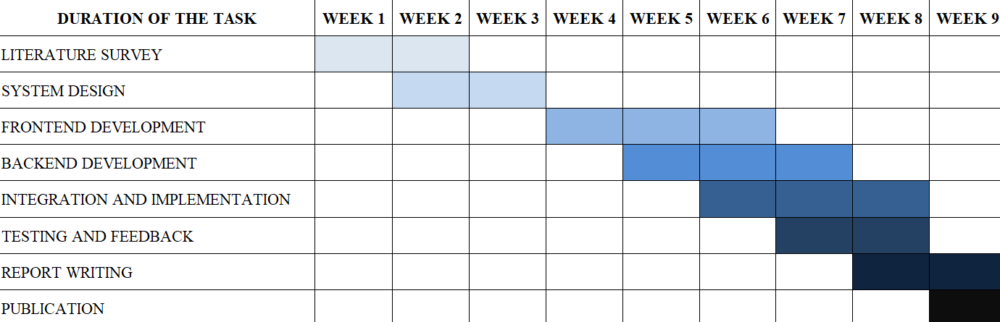 DURATION OF THE TASK WEEK 1 WEEK 2 WEEK 3 WEEK 4 WEEK 5 WEEK 6 WEEK 7 WEEK 8 WEEK 9
LITERATURE SURVEY
SYSTEM DESIGN
FRONTEND DEVELOPMENT
BACKEND DEVELOPMENT
INTEGRATION AND IMPLEMENTATION
TESTING AND FEEDBACK
REPORT WRITING
PUBLICATION